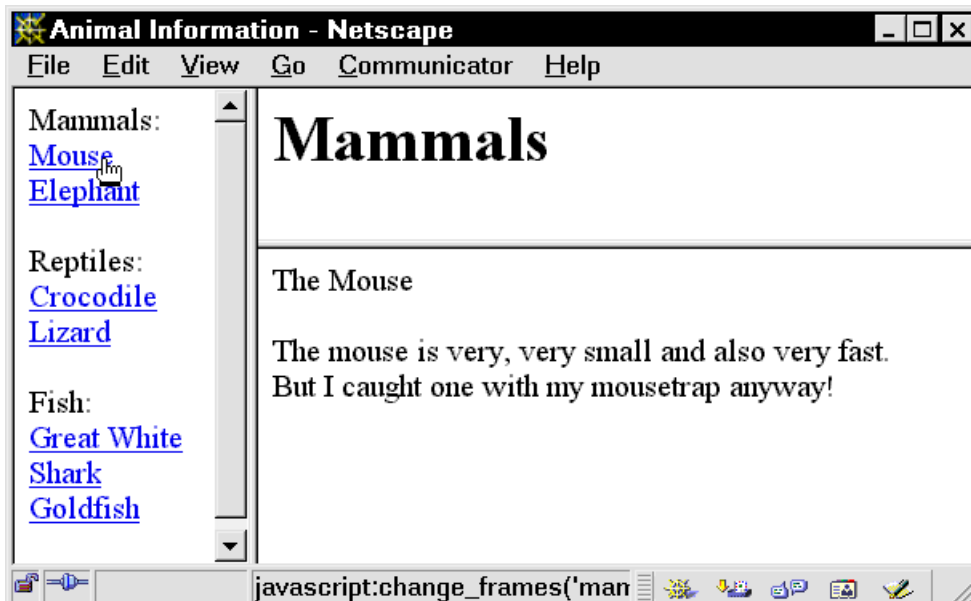 Animal Information - Netscape
File Edit View Go Communicator Help
Mammals:
Mouse
Elephant
Reptiles:
Crocodile
Lizard
Fish:
Great White
Shark
Goldfish
Mammals
The Mouse
The mouse is very, very small and also very fast.
But I caught one with my mousetrap anyway!
javascript:change_frames('mam